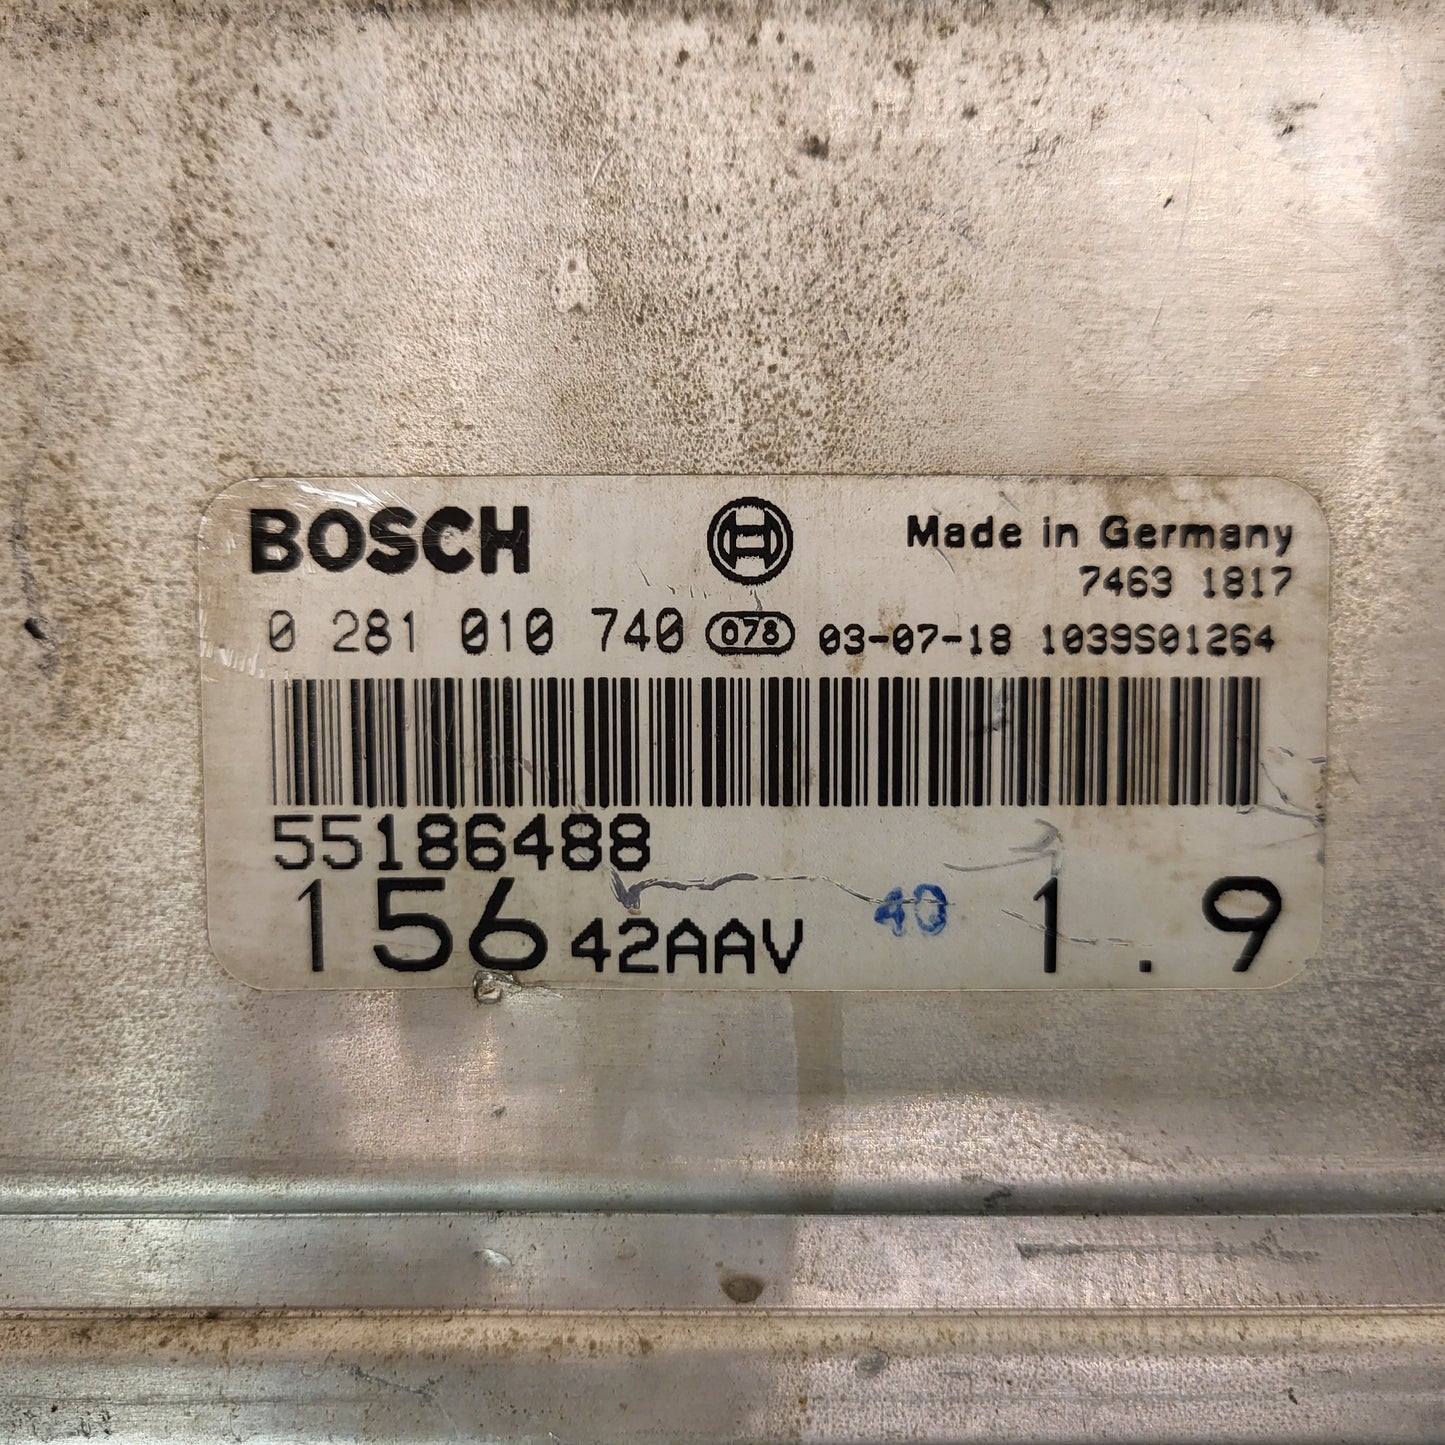 BOSCH
Made in Germany
7463 1817
0 281 010 740 078 03-07-18 1039S01264
55186488
156 42AAV 40 1.9